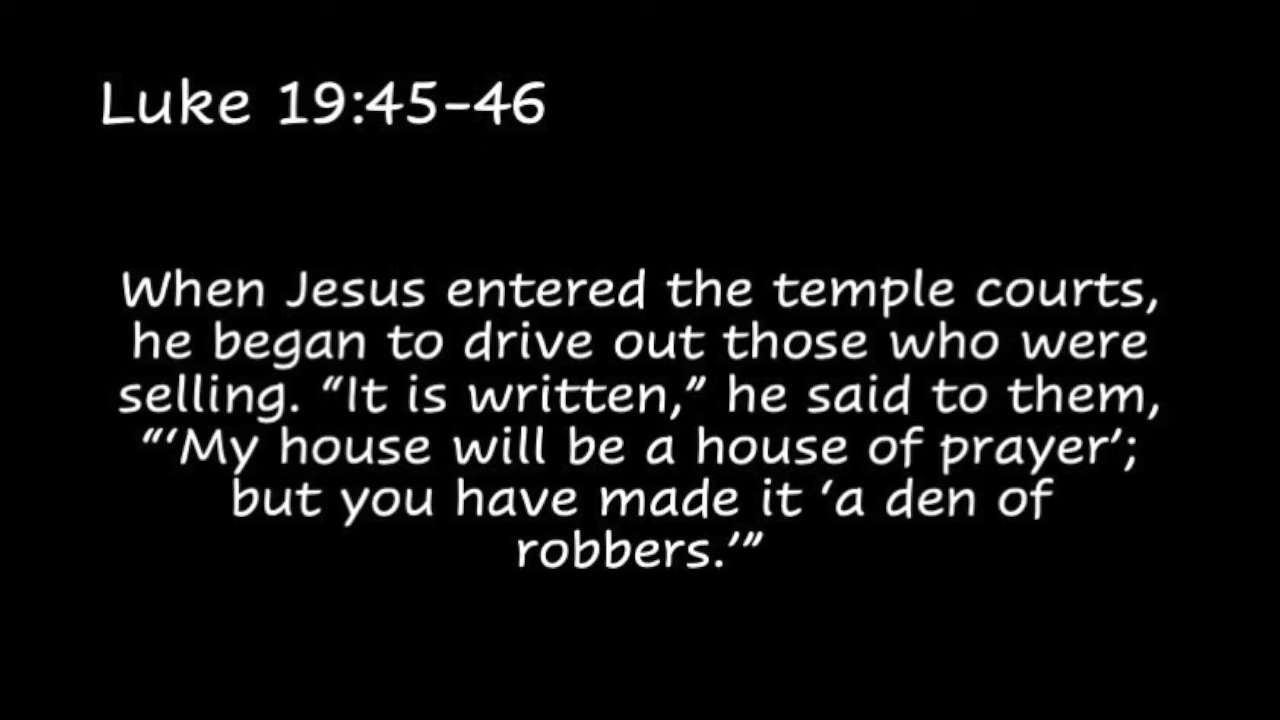 Luke 19:45-46
When Jesus entered the temple courts,
he began to drive out those who were
selling. “It is written,” he said to them,
“‘My house will be a house of prayer’;
but you have made it ‘a den of
robbers.’”